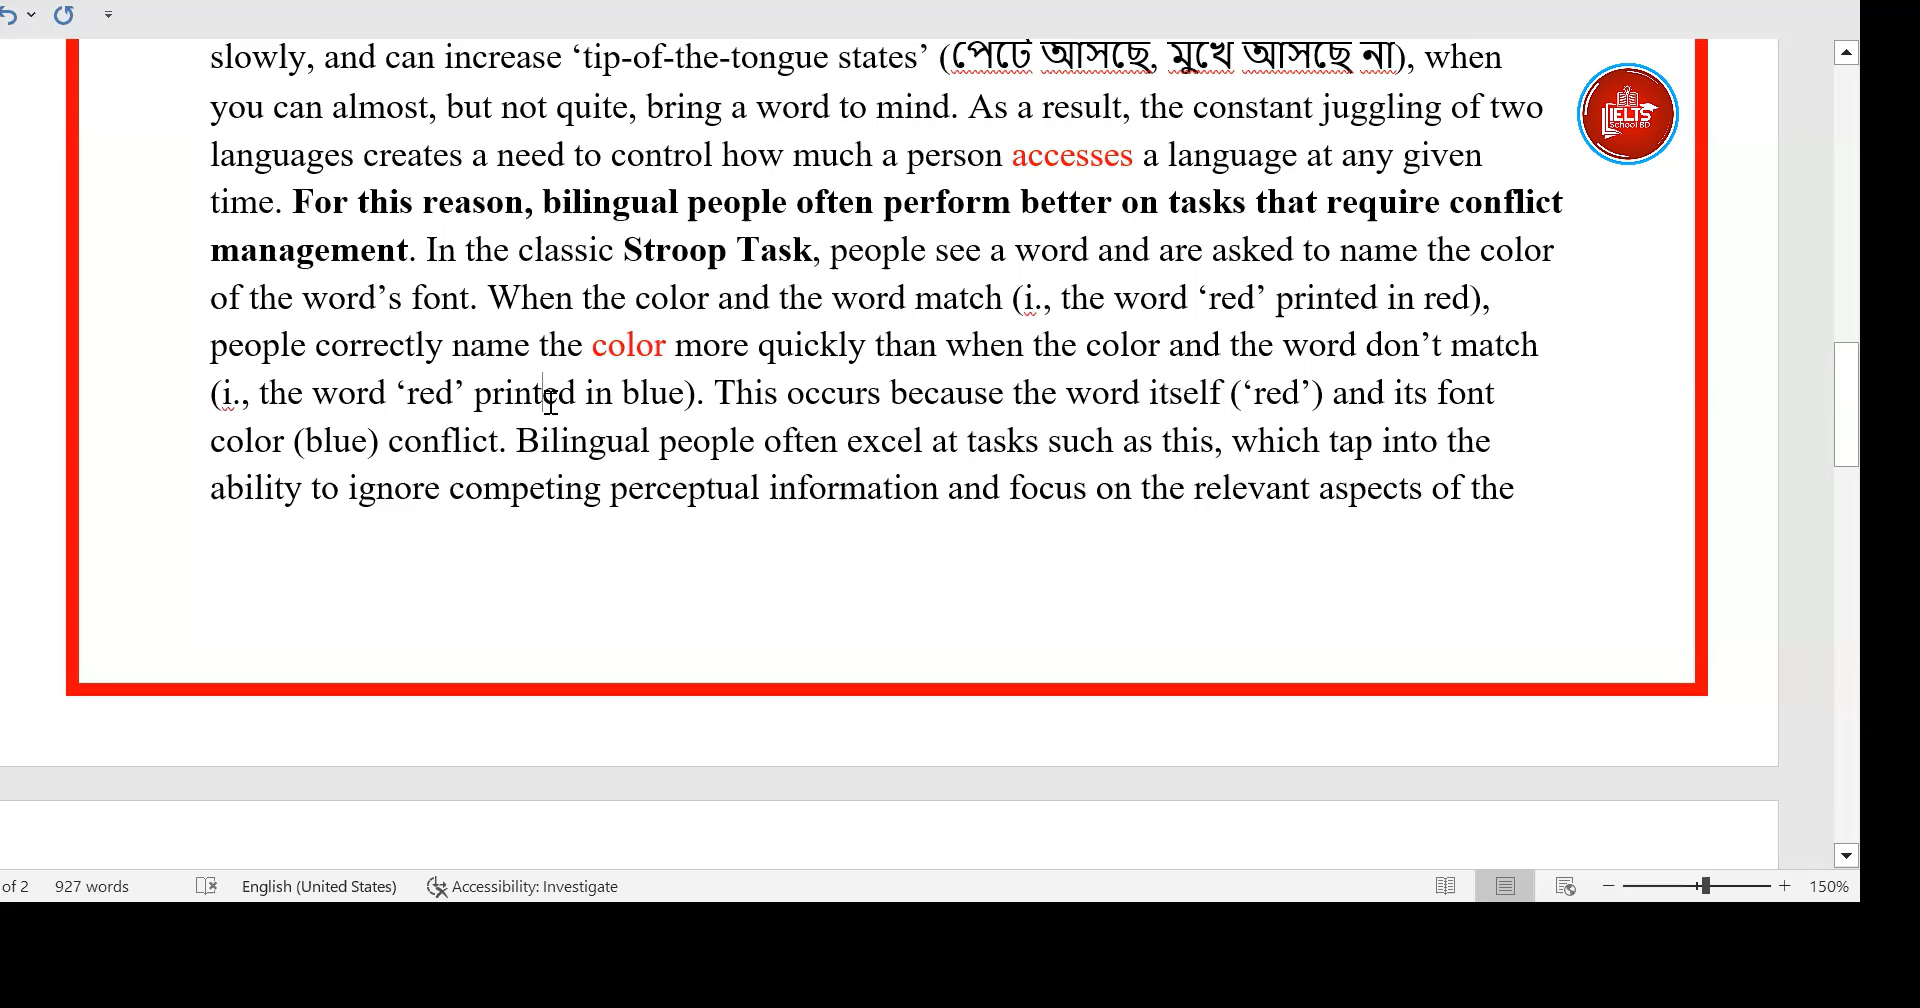 slowly, and can increase ‘tip-of-the-tongue states’ (পেটে আসছে, মুখে আসছে না), when
you can almost, but not quite, bring a word to mind. As a result, the constant juggling of two
languages creates a need to control how much a person accesses a language at any given
time. For this reason, bilingual people often perform better on tasks that require conflict
management. In the classic Stroop Task, people see a word and are asked to name the color
of the word’s font. When the color and the word match (i., the word ‘red’ printed in red),
people correctly name the color more quickly than when the color and the word don’t match
(i., the word ‘red’ printed in blue). This occurs because the word itself (‘red’) and its font
color (blue) conflict. Bilingual people often excel at tasks such as this, which tap into the
ability to ignore competing perceptual information and focus on the relevant aspects of the
IELTS
School BD
of 2 927 words English (United States) Accessibility: Investigate 150%